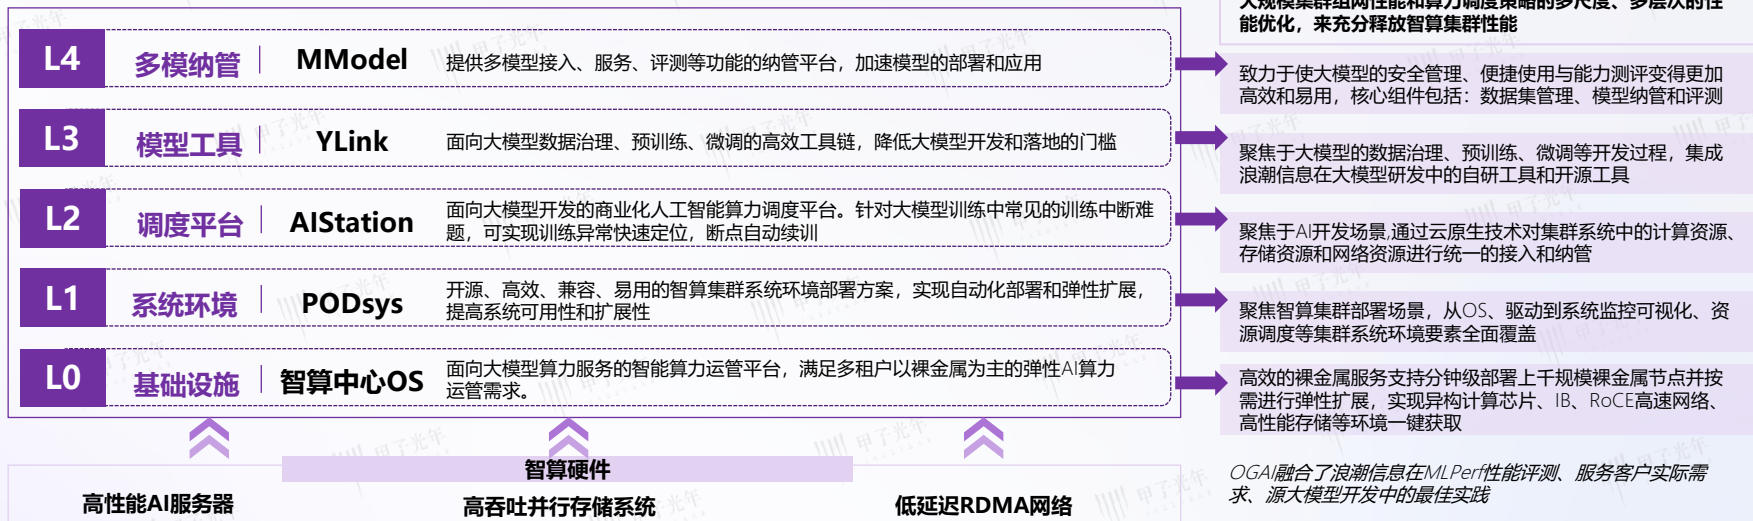 大规模集群组网性能和算力调度策略的多尺度、多层次的性
能优化，来充分释放智算集群性能
L4
多模纳管
MModel
提供多模型接入、服务、评测等功能的纳管平台，加速模型的部署和应用
致力于使大模型的安全管理、便捷使用与能力测评变得更加
高效和易用，核心组件包括：数据集管理、模型纳管和评测
L3
模型工具
YLink
面向大模型数据治理、预训练、微调的高效工具链，降低大模型开发和落地的门槛
聚焦于大模型的数据治理、预训练、微调等开发过程，集成
浪潮信息在大模型研发中的自研工具和开源工具
L2
调度平台
AIStation
面向大模型开发的商业化人工智能算力调度平台。针对大模型训练中常见的训练中断难
题，可实现训练异常快速定位，断点自动续训
聚焦于AI开发场景,通过云原生技术对集群系统中的计算资源、
存储资源和网络资源进行统一的接入和纳管
L1
系统环境
PODsys
开源、高效、兼容、易用的智算集群系统环境部署方案，实现自动化部署和弹性扩展，
提高系统可用性和扩展性
聚焦智算集群部署场景，从OS、驱动到系统监控可视化、资
源调度等集群系统环境要素全面覆盖
L0
基础设施
智算中心OS
面向大模型算力服务的智能算力运管平台，满足多租户以裸金属为主的弹性AI算力
运管需求。
高效的裸金属服务支持分钟级部署上千规模裸金属节点并按
需进行弹性扩展，实现异构计算芯片、IB、RoCE高速网络、
高性能存储等环境一键获取
智算硬件
高性能AI服务器
高吞吐并行存储系统
低延迟RDMA网络
OGAI融合了浪潮信息在MLPerf性能评测、服务客户实际需
求、源大模型开发中的最佳实践
甲子光年